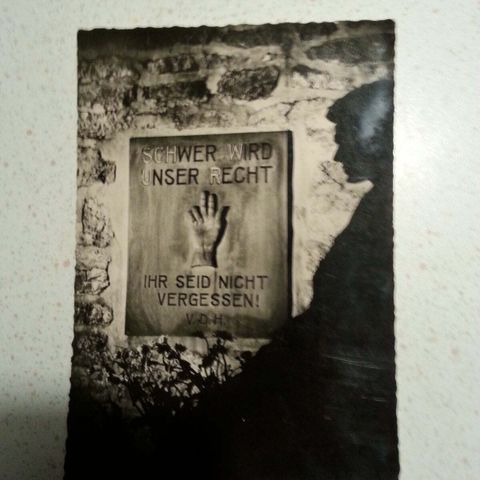 SCHWER WIRD
UNSER RECHT
IHR SEID NICHT
VERGESSEN!
V.D.H.